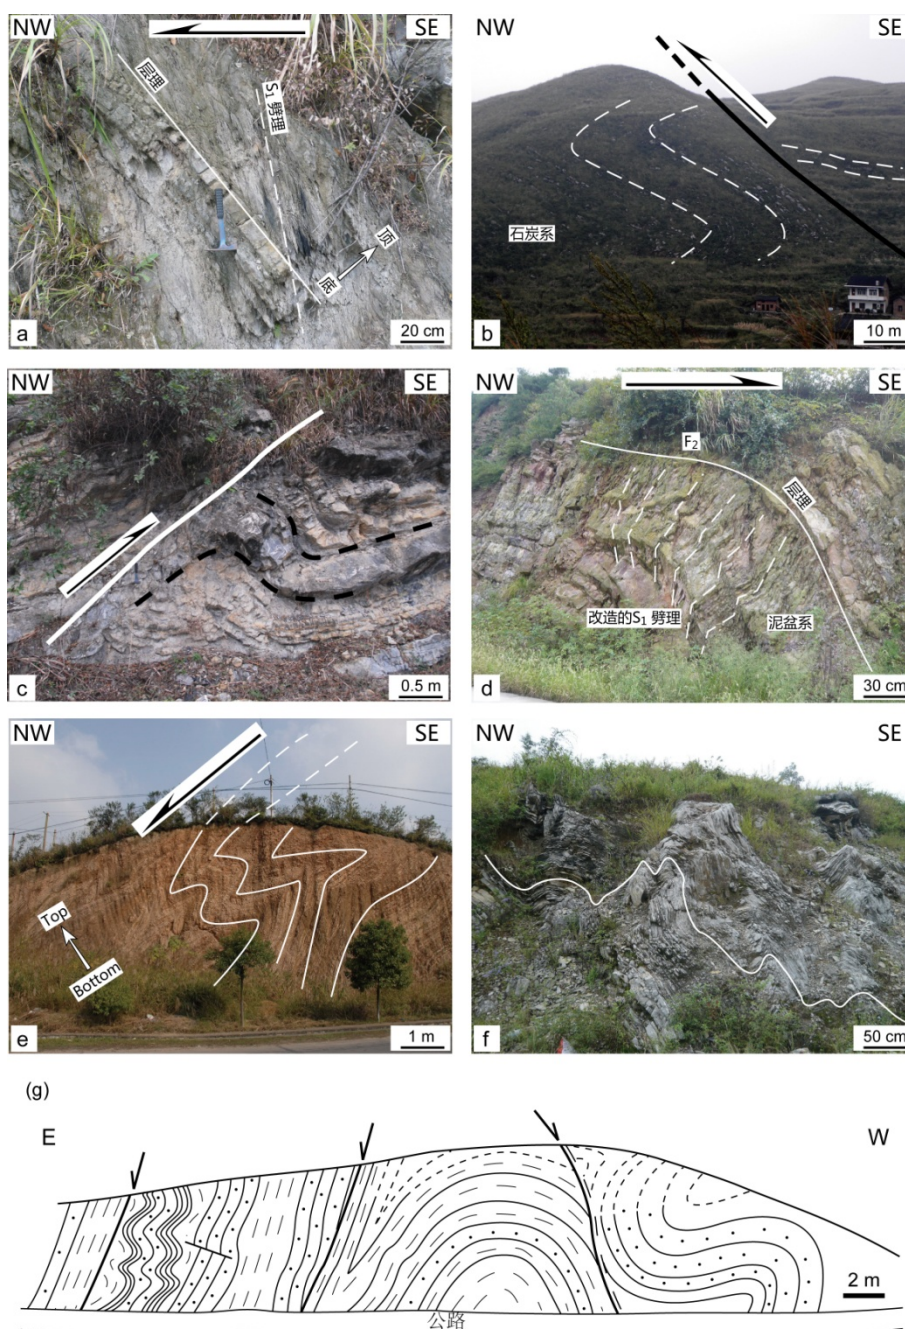 NW SE
层理
S1 劈理
顶
底
a
20 cm
NW SE
石炭系
b
10 m
NW SE
c
0.5 m
NW SE
F2
层理
改造的S1 劈理
泥盆系
d
30 cm
NW SE
Top
Bottom
e
1 m
NW SE
f
50 cm
(g)
E W
2 m
公路